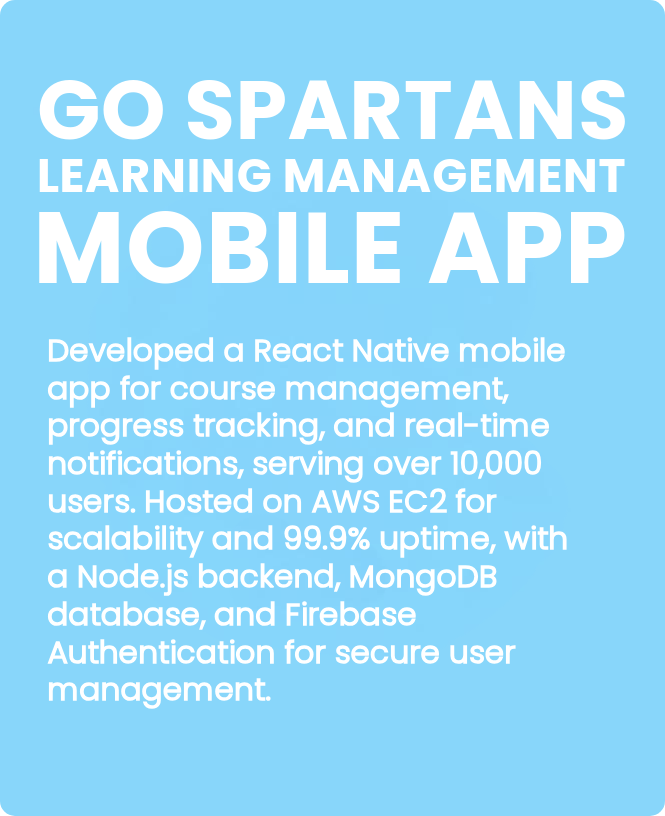 GO SPARTANS
LEARNING MANAGEMENT
MOBILE APP
Developed a React Native mobile
app for course management,
progress tracking, and real-time
notifications, serving over 10,000
users. Hosted on AWS EC2 for
scalability and 99.9% uptime, with
a Node.js backend, MongoDB
database, and Firebase
Authentication for secure user
management.